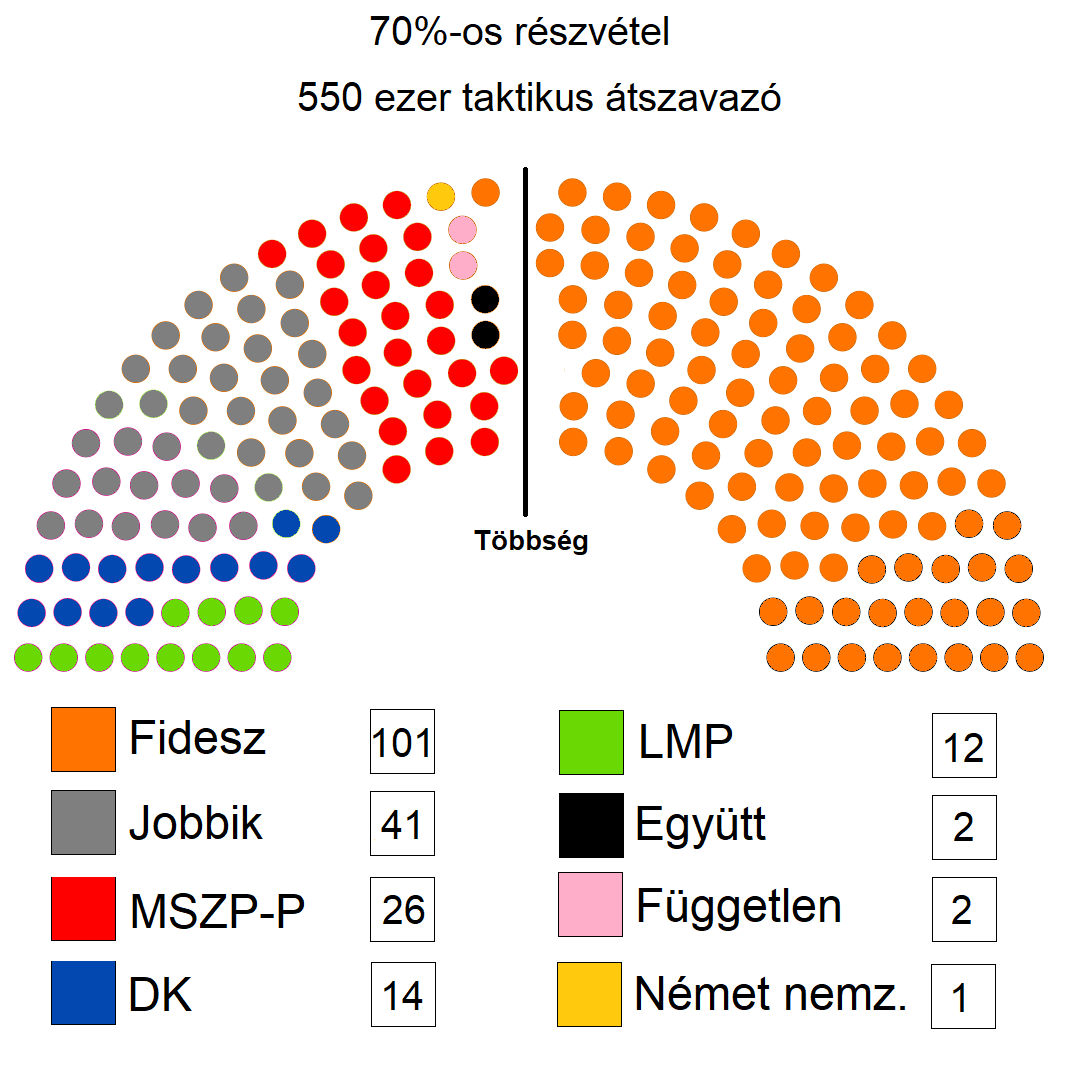 70%-os részvétel
550 ezer taktikus átszavazó
Többség
Fidesz 101
Jobbik 41
MSZP-P 26
DK 14
LMP 12
Együtt 2
Független 2
Német nemz. 1